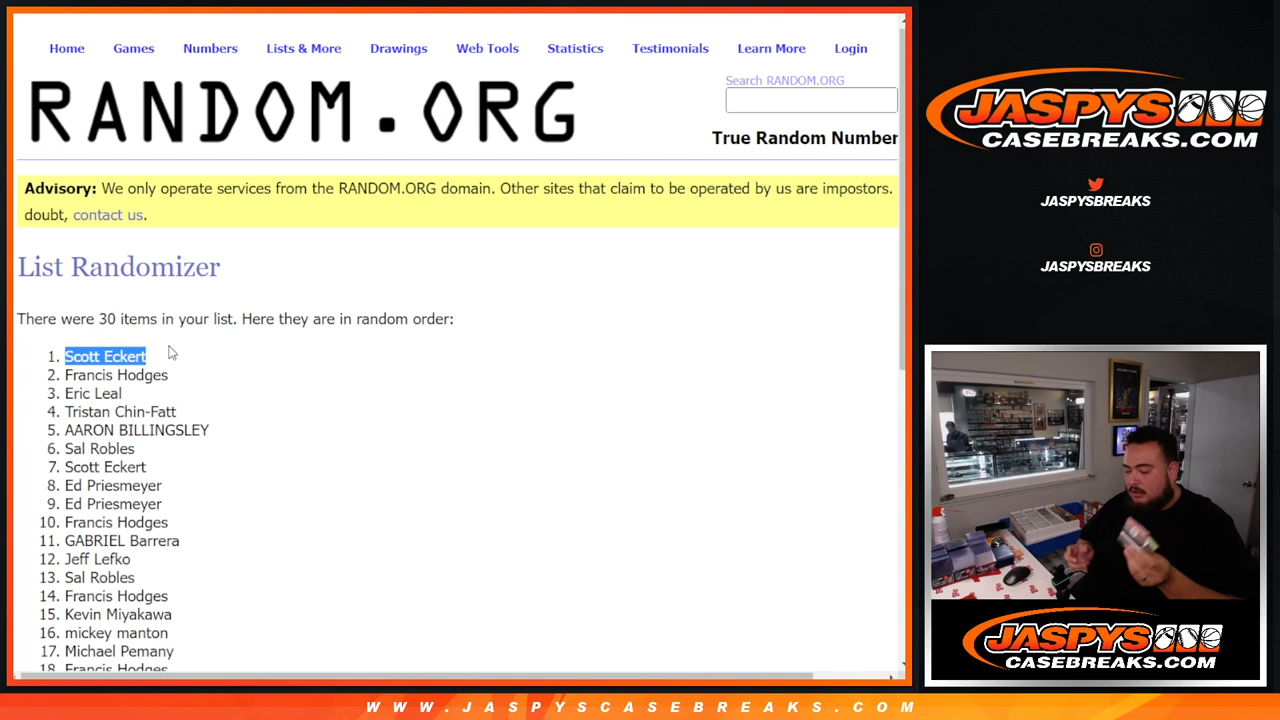 Home Games Numbers Lists & More Drawings Web Tools Statistics Testimonials Learn More Login
RANDOM.ORG
Search RANDOM.ORG
True Random Number
Advisory: We only operate services from the RANDOM.ORG domain. Other sites that claim to be operated by us are impostors.
doubt, contact us.
List Randomizer
There were 30 items in your list. Here they are in random order:
1. Scott Eckert
2. Francis Hodges
3. Eric Leal
4. Tristan Chin-Fatt
5. AARON BILLINGSLEY
6. Sal Robles
7. Scott Eckert
8. Ed Priesmeyer
9. Ed Priesmeyer
10. Francis Hodges
11. GABRIEL Barrera
12. Jeff Lefko
13. Sal Robles
14. Francis Hodges
15. Kevin Miyakawa
16. mickey manton
17. Michael Pemany
18. Francis Hodges
JASPYS
CASEBREAKS.COM
JASPYSBREAKS
JASPYSBREAKS
JASPYS
CASEBREAKS.COM
WWW.JASPYSCASEBREAKS.COM